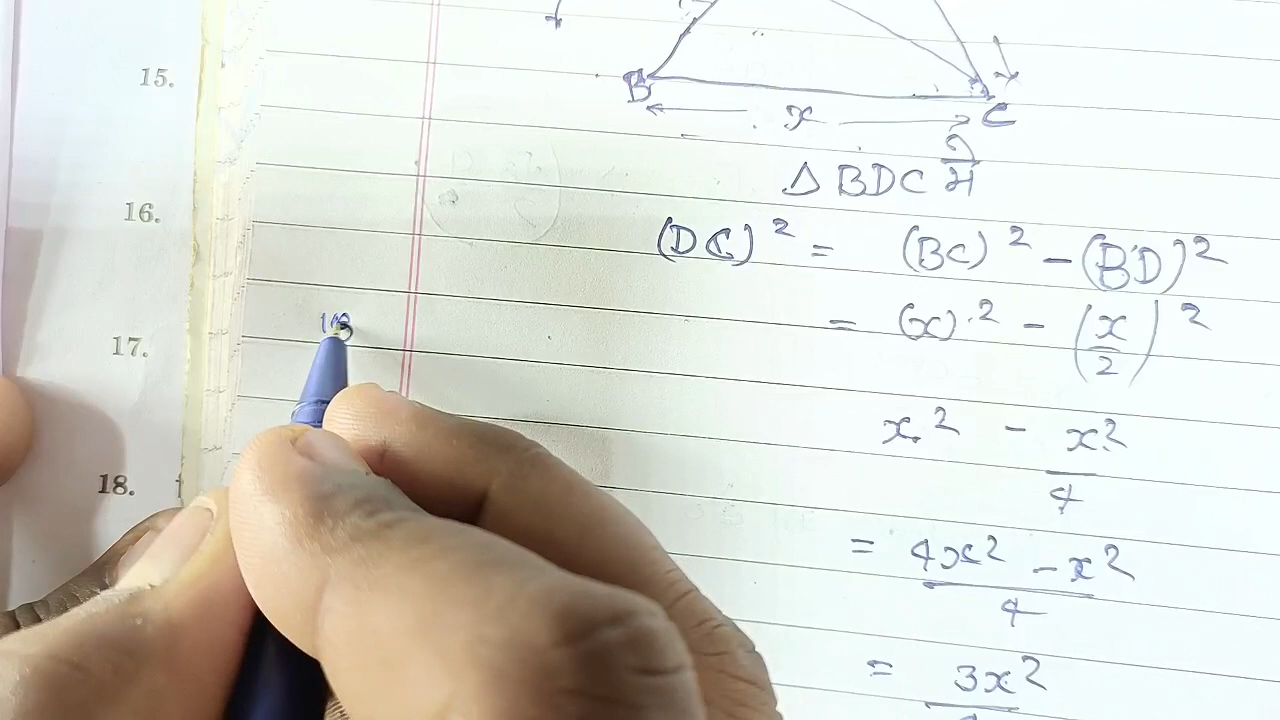 15.
B x C
Δ BDC में
16.
(DC)² = (BC)² - (BD)²
= (x)² - (x/2)²
17.
x² - x²/4
18.
= 4x² - x²/4
= 3x²